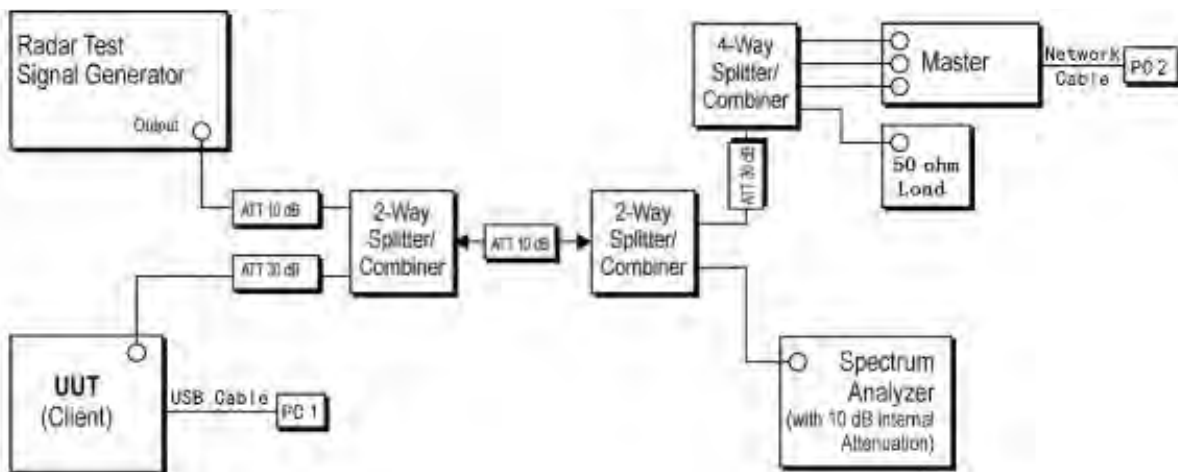 Radar Test
Signal Generator
Output
ATT 10 dB
ATT 30 dB
2-Way
Splitter/
Combiner
ATT 10 dB
2-Way
Splitter/
Combiner
4-Way
Splitter/
Combiner
ATT 30 dB
Master
Network
Cable
PC 2
50 ohm
Load
UUT
(Client)
USB Cable
PC 1
Spectrum
Analyzer
(with 10 dB internal
Attenuation)